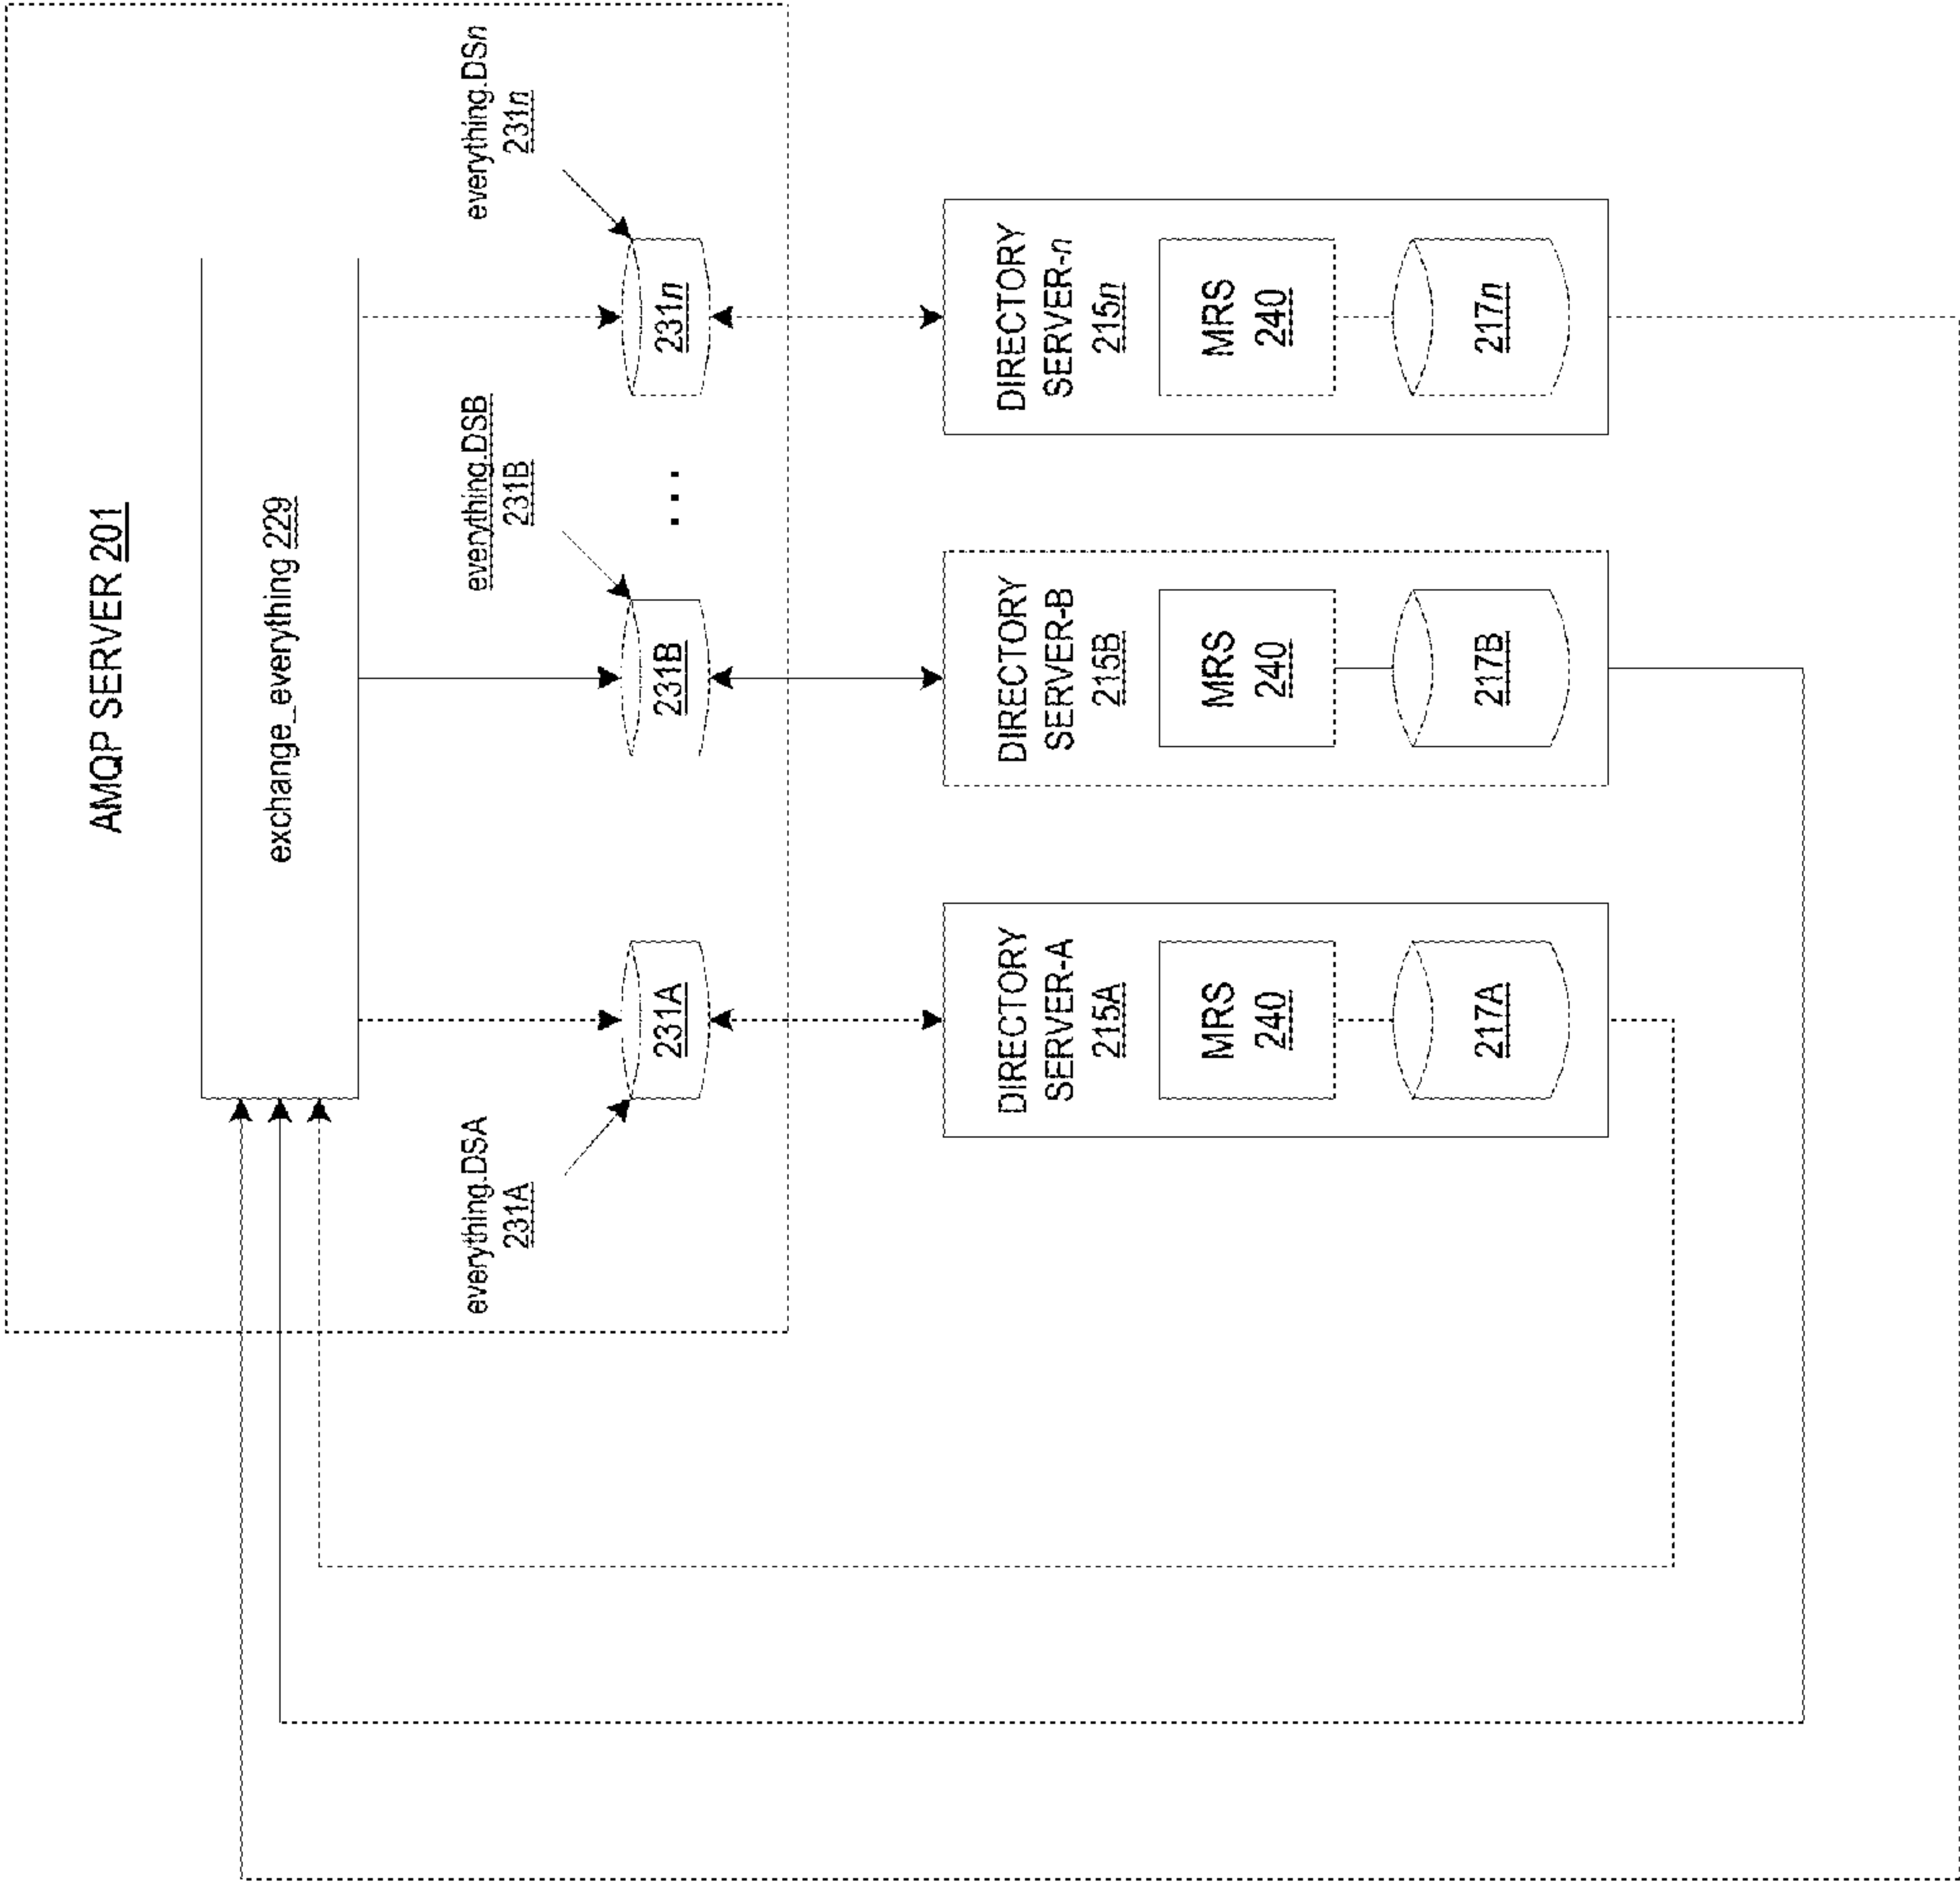 AMQP SERVER 201
exchange_everything 229
everything.DSA
231A
everything.DSB
231B
everything.DSn
231n
231A
231B
...
231n
DIRECTORY
SERVER-A
215A
MRS
240
217A
DIRECTORY
SERVER-B
215B
MRS
240
217B
DIRECTORY
SERVER-n
215n
MRS
240
217n